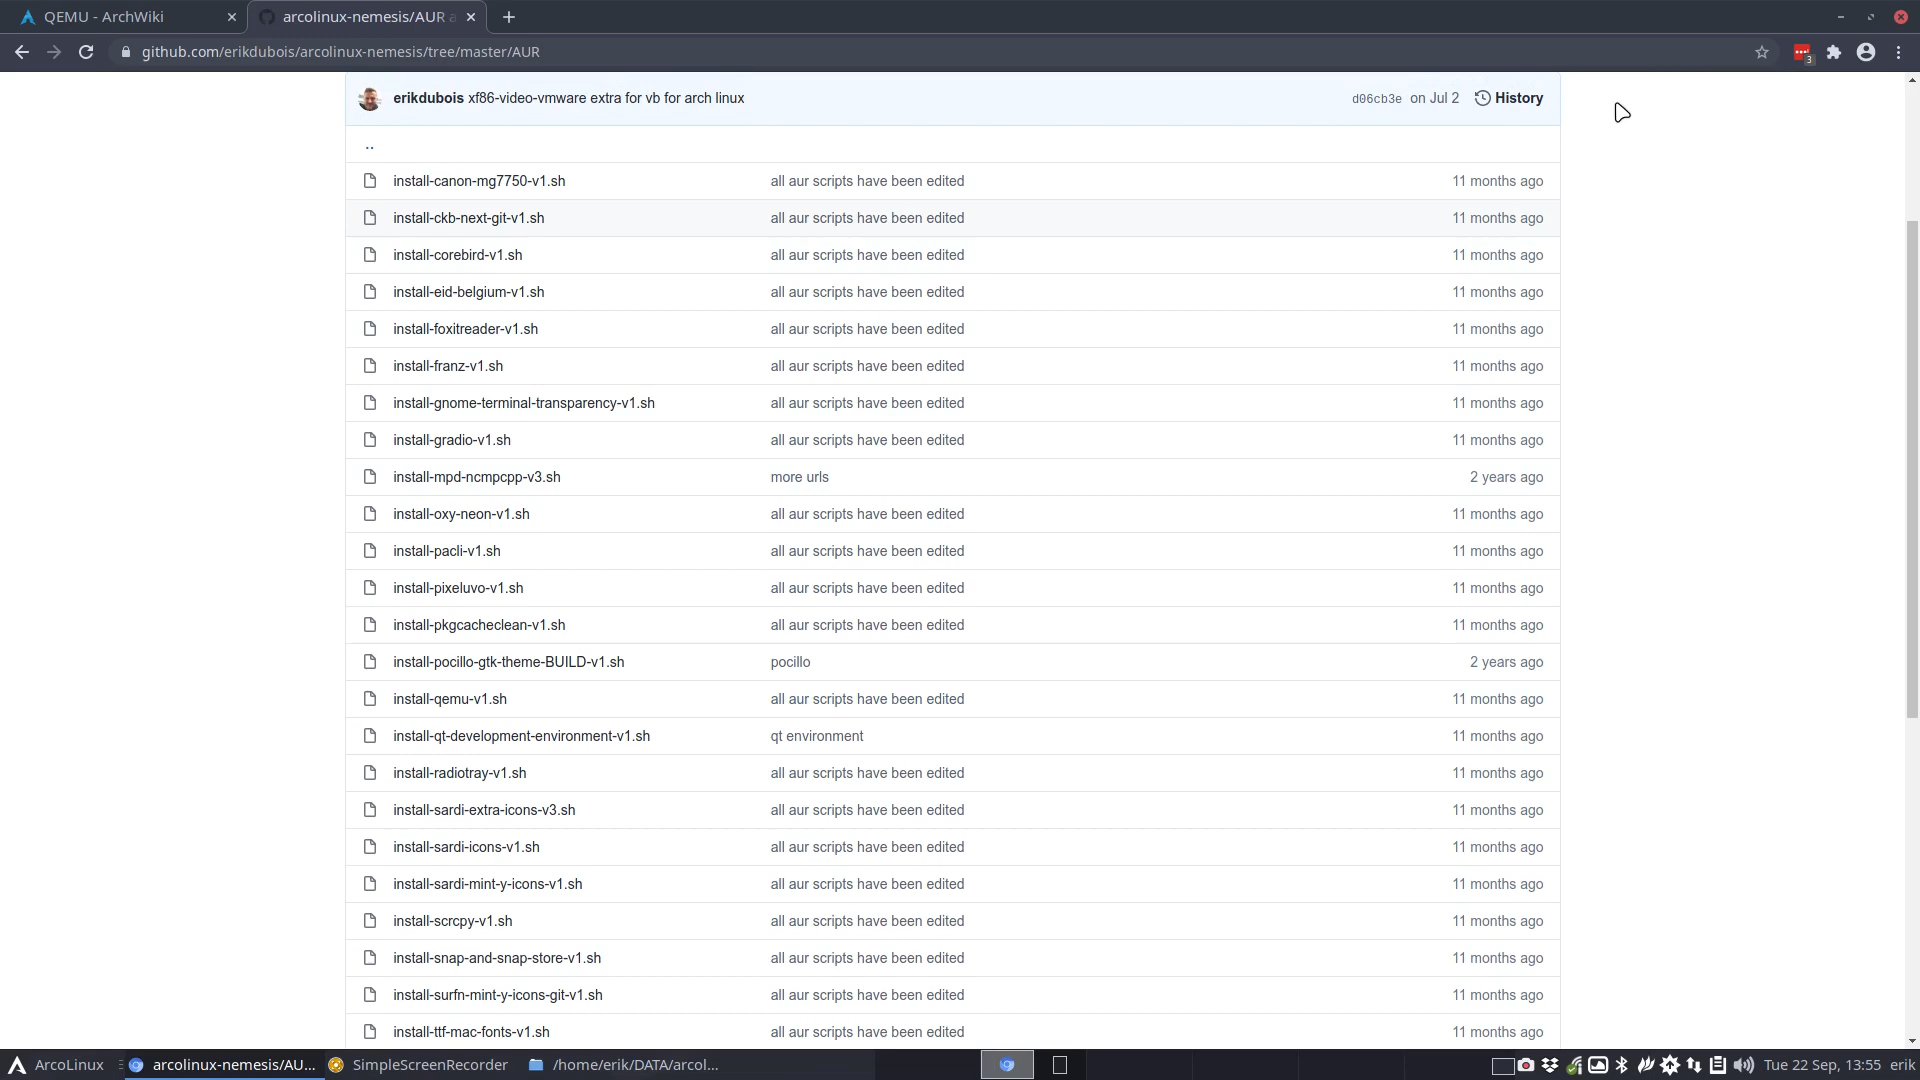 QEMU - ArchWiki
arcolinux-nemesis/AUR a
github.com/erikdubois/arcolinux-nemesis/tree/master/AUR
3
erikdubois xf86-video-vmware extra for vb for arch linux d06cb3e on Jul 2 History
..
install-canon-mg7750-v1.sh all aur scripts have been edited 11 months ago
install-ckb-next-git-v1.sh all aur scripts have been edited 11 months ago
install-corebird-v1.sh all aur scripts have been edited 11 months ago
install-eid-belgium-v1.sh all aur scripts have been edited 11 months ago
install-foxitreader-v1.sh all aur scripts have been edited 11 months ago
install-franz-v1.sh all aur scripts have been edited 11 months ago
install-gnome-terminal-transparency-v1.sh all aur scripts have been edited 11 months ago
install-gradio-v1.sh all aur scripts have been edited 11 months ago
install-mpd-ncmpcpp-v3.sh more urls 2 years ago
install-oxy-neon-v1.sh all aur scripts have been edited 11 months ago
install-pacli-v1.sh all aur scripts have been edited 11 months ago
install-pixeluvo-v1.sh all aur scripts have been edited 11 months ago
install-pkgcacheclean-v1.sh all aur scripts have been edited 11 months ago
install-pocillo-gtk-theme-BUILD-v1.sh pocillo 2 years ago
install-qemu-v1.sh all aur scripts have been edited 11 months ago
install-qt-development-environment-v1.sh qt environment 11 months ago
install-radiotray-v1.sh all aur scripts have been edited 11 months ago
install-sardi-extra-icons-v3.sh all aur scripts have been edited 11 months ago
install-sardi-icons-v1.sh all aur scripts have been edited 11 months ago
install-sardi-mint-y-icons-v1.sh all aur scripts have been edited 11 months ago
install-scrcpy-v1.sh all aur scripts have been edited 11 months ago
install-snap-and-snap-store-v1.sh all aur scripts have been edited 11 months ago
install-surfn-mint-y-icons-git-v1.sh all aur scripts have been edited 11 months ago
install-ttf-mac-fonts-v1.sh all aur scripts have been edited 11 months ago
ArcoLinux arcolinux-nemesis/AU... SimpleScreenRecorder /home/erik/DATA/arcol... Tue 22 Sep, 13:55 erik